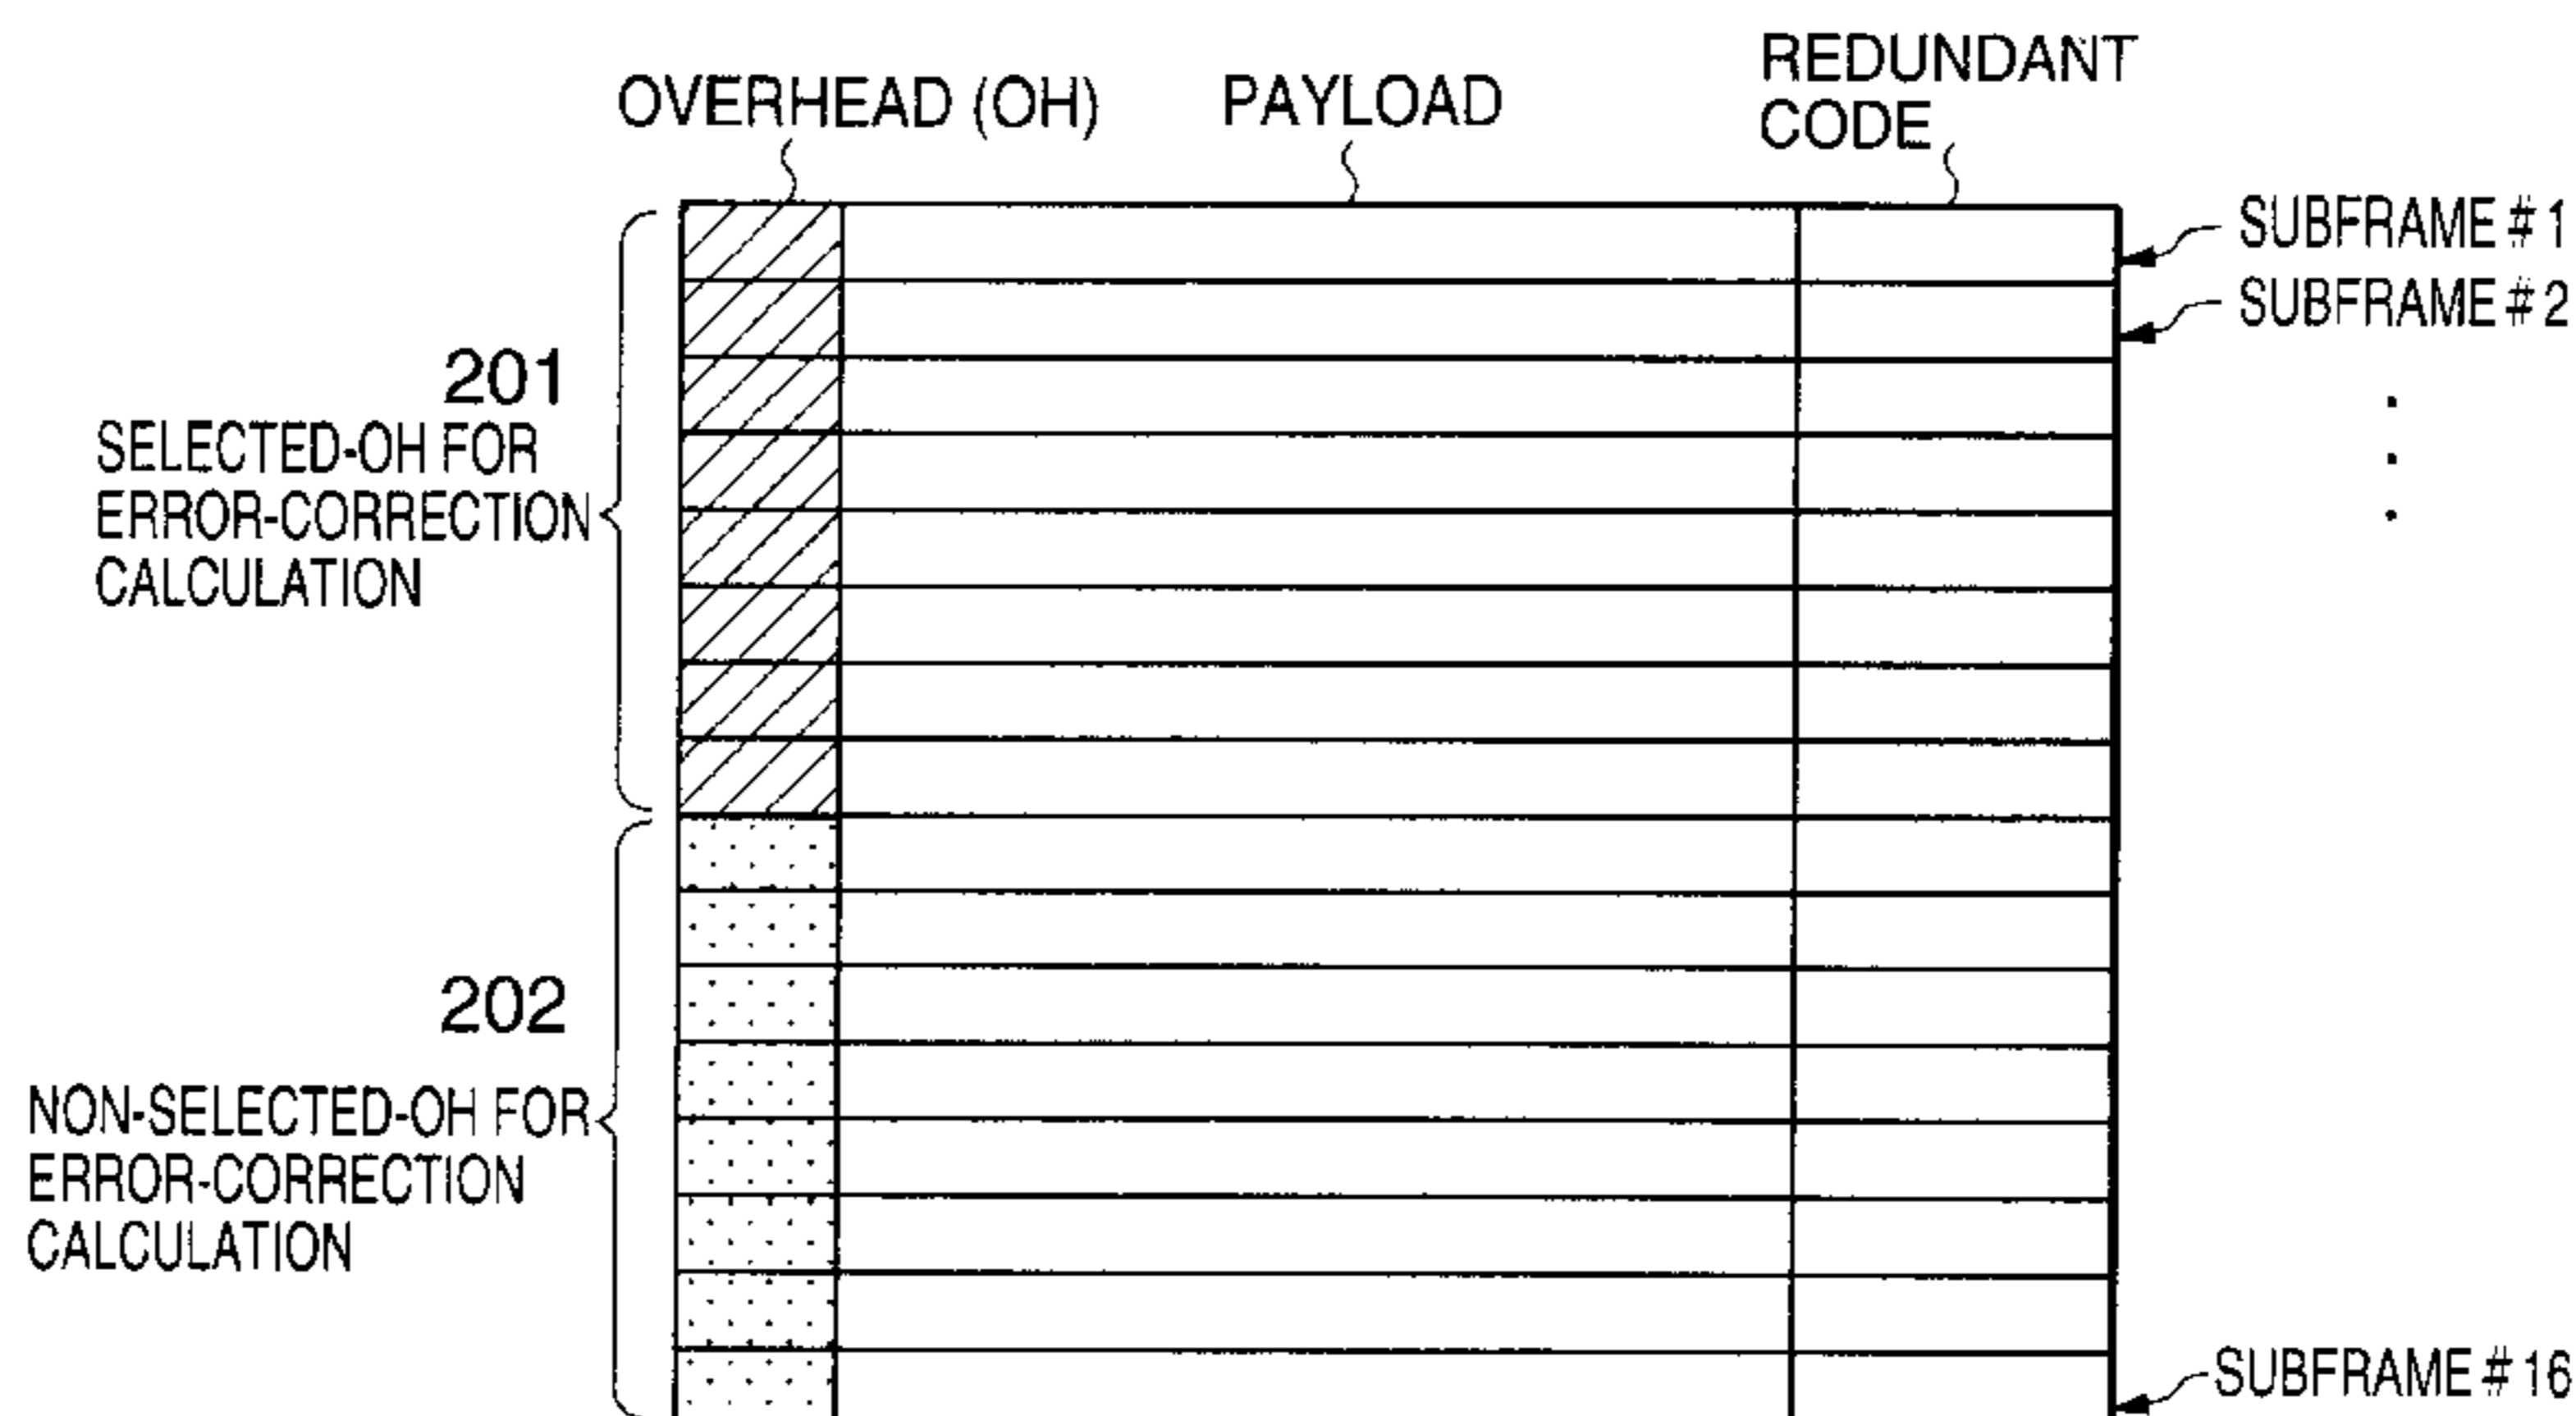 OVERHEAD (OH)
PAYLOAD
REDUNDANT
CODE
SUBFRAME # 1
SUBFRAME # 2
201
SELECTED-OH FOR
ERROR-CORRECTION
CALCULATION
202
NON-SELECTED-OH FOR
ERROR-CORRECTION
CALCULATION
SUBFRAME # 16